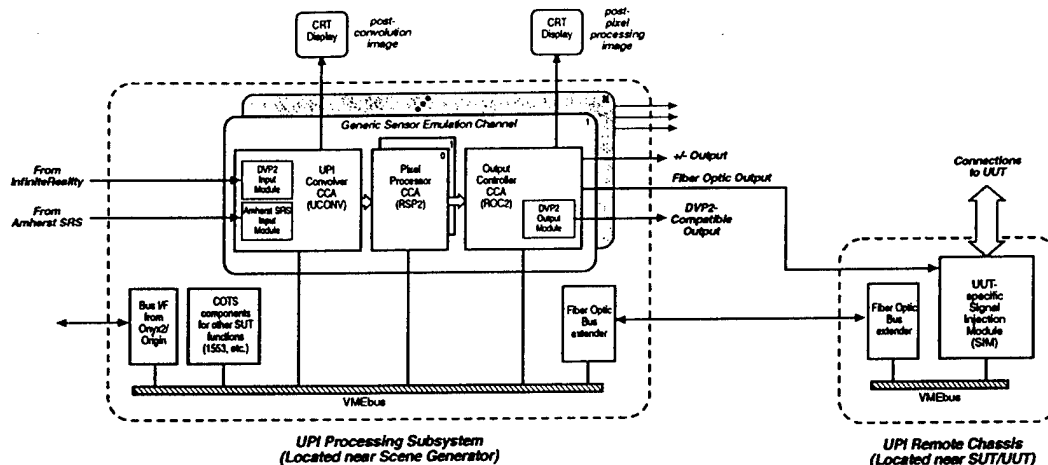 CRT
Display
post-
convolution
image
CRT
Display
post-
pixel
processing
image
Generic Sensor Emulation Channel
1
From
InfiniteReality
From
Amherst SRS
DVP2
Input
Module
Amherst SRS
Input
Module
UPI
Convolver
CCA
(UCONV)
0
Pixel
Processor
CCA
(RSP2)
Output
Controller
CCA
(ROC2)
DVP2
Output
Module
+/- Output
Fiber Optic Output
DVP2-
Compatible
Output
Connections
to UUT
Bus I/F
from
Onyx2/
Origin
COTS
components
for other SUT
functions
(1553, etc.)
Fiber Optic
Bus
extender
VMEbus
Fiber Optic
Bus
extender
UUT-
specific
Signal
Injection
Module
(SIM)
VMEbus
UPI Processing Subsystem
(Located near Scene Generator)
UPI Remote Chassis
(Located near SUT/UUT)